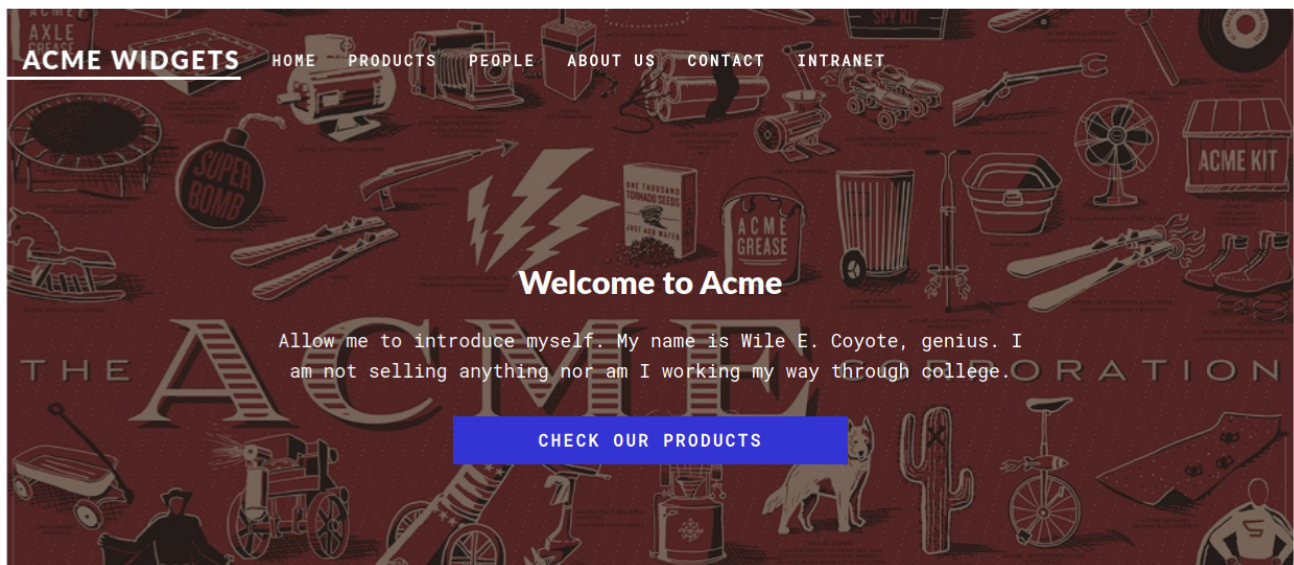 ACME
AXLE
GREASE
SPY KIT
ACME WIDGETS
HOME PRODUCTS PEOPLE ABOUT US CONTACT INTRANET
SUPER
BOMB
ONE THOUSAND
TORNADO SEEDS
JUST ADD WATER
ACME
GREASE
ACME KIT
Welcome to Acme
Allow me to introduce myself. My name is Wile E. Coyote, genius. I
am not selling anything nor am I working my way through college.
THE ACME CORPORATION
CHECK OUR PRODUCTS
S